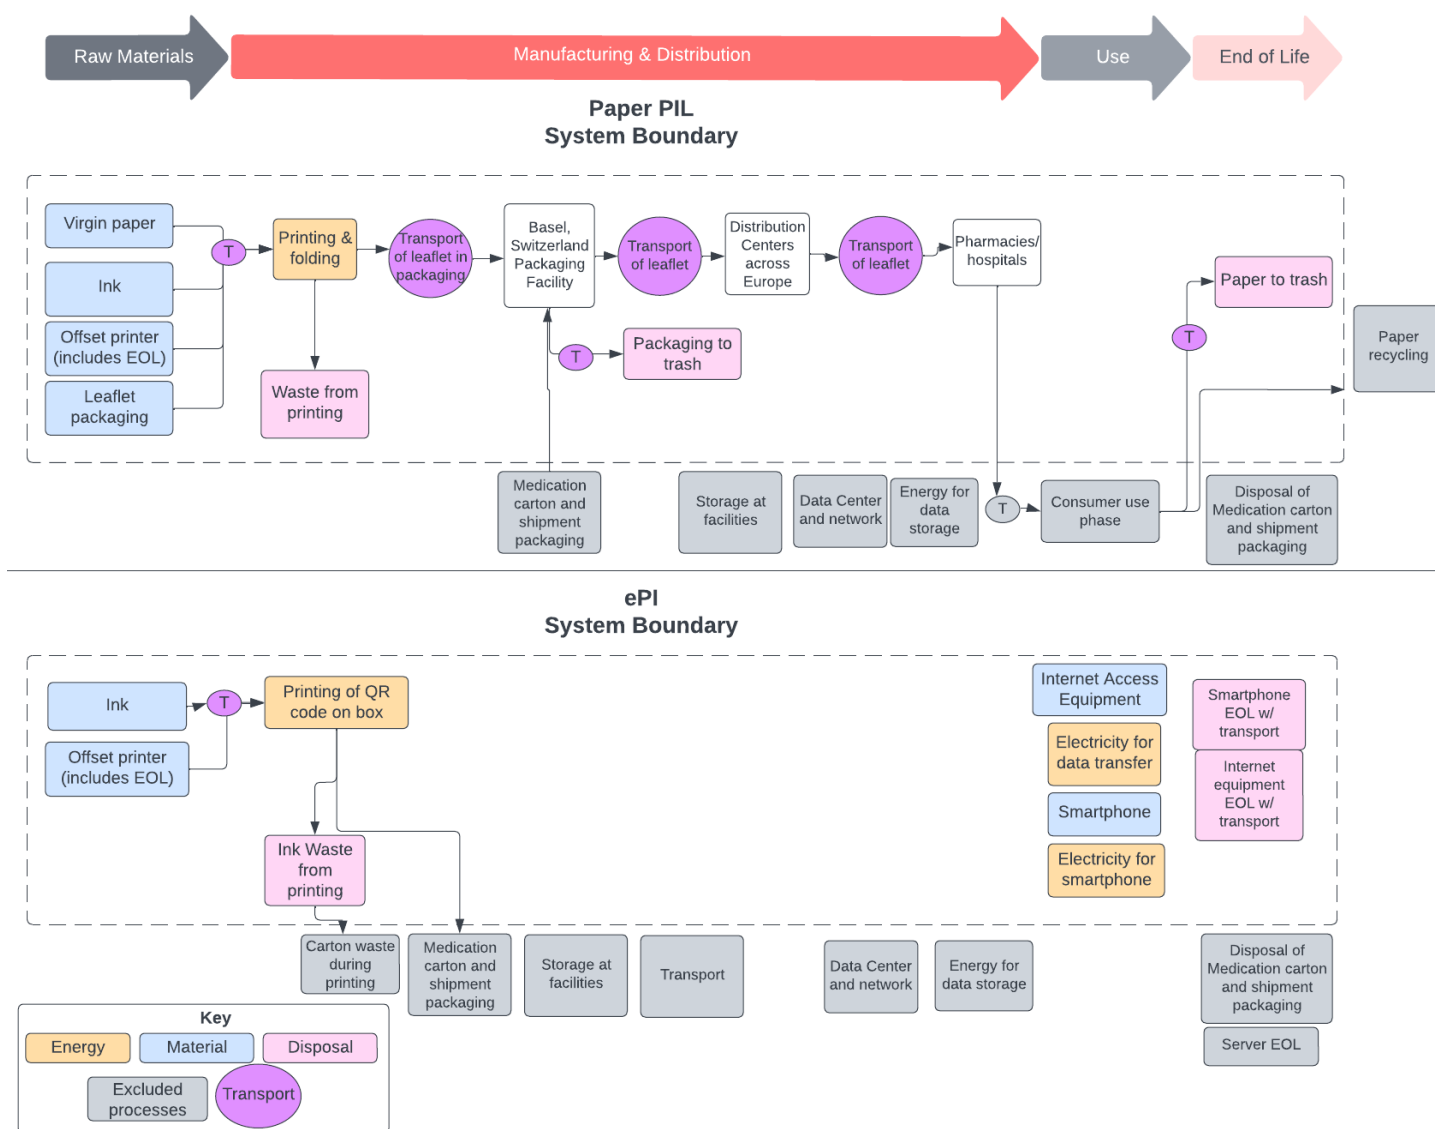 Raw Materials
Manufacturing & Distribution
Use
End of Life
Paper PIL
System Boundary
Virgin paper
Ink
Offset printer
(includes EOL)
Leaflet
packaging
T
Printing &
folding
Waste from
printing
Transport
of leaflet in
packaging
Basel,
Switzerland
Packaging
Facility
T
Packaging to
trash
Transport
of leaflet
Distribution
Centers
across
Europe
Transport
of leaflet
Pharmacies/
hospitals
Paper to trash
T
Paper
recycling
Medication
carton and
shipment
packaging
Storage at
facilities
Data Center
and network
Energy for
data
storage
T
Consumer use
phase
Disposal of
Medication carton
and shipment
packaging
ePI
System Boundary
Ink
Offset printer
(includes EOL)
T
Printing of QR
code on box
Ink Waste
from
printing
Internet Access
Equipment
Electricity for
data transfer
Smartphone
Electricity for
smartphone
Smartphone
EOL w/
transport
Internet
equipment
EOL w/
transport
Carton waste
during
printing
Medication
carton and
shipment
packaging
Storage at
facilities
Transport
Data Center
and network
Energy for
data storage
Disposal of
Medication carton
and shipment
packaging
Server EOL
Key
Energy
Material
Disposal
Excluded
processes
Transport